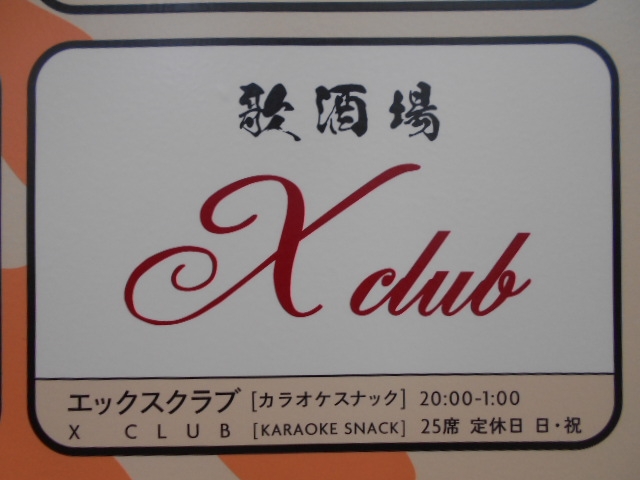 歌酒場
X club
エックスクラブ [カラオケスナック] 20:00-1:00
X CLUB [KARAOKE SNACK] 25席 定休日 日・祝